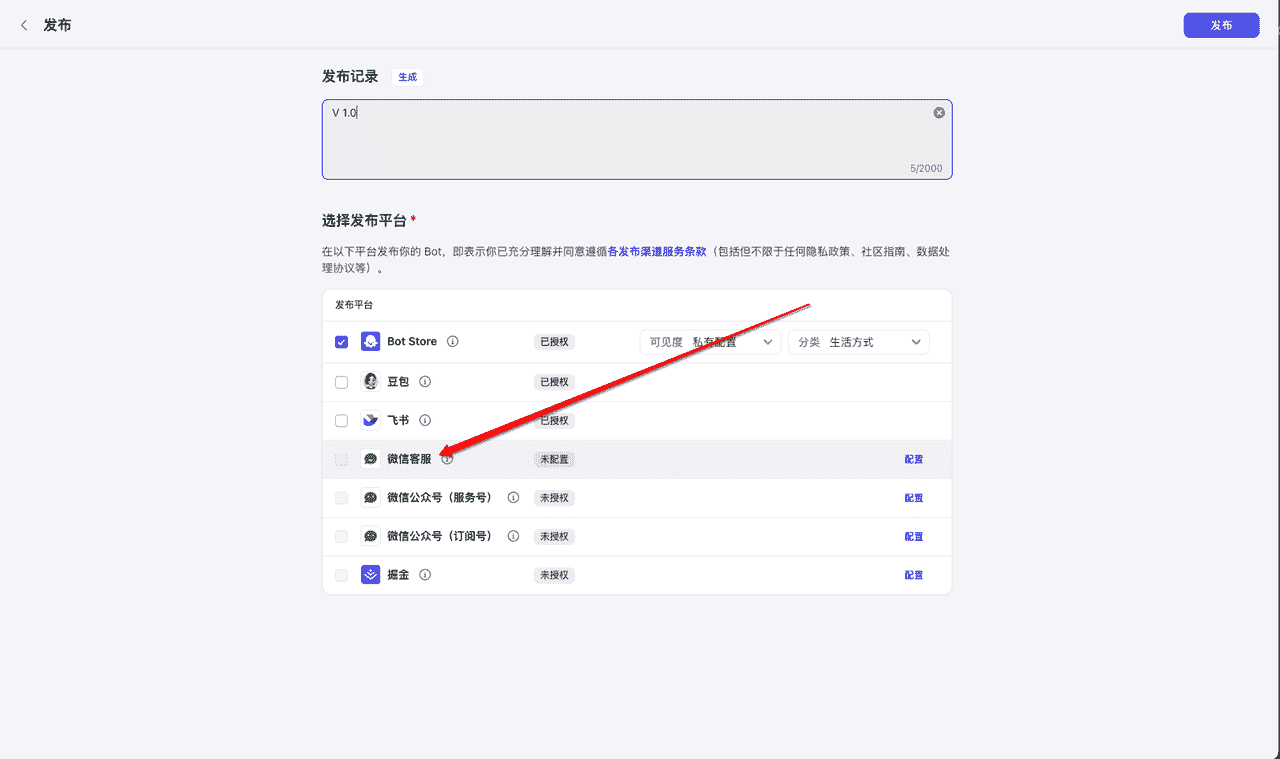 发布
发布
发布记录 生成
V 1.0
5/2000
选择发布平台 *
在以下平台发布你的 Bot，即表示你已充分理解并同意遵循各发布渠道服务条款（包括但不限于任何隐私政策、社区指南、数据处
理协议等）。
发布平台
Bot Store 已授权 可见度 私有配置 分类 生活方式
豆包 已授权
飞书 已授权
微信客服 未配置 配置
微信公众号（服务号） 未授权 配置
微信公众号（订阅号） 未授权 配置
掘金 未授权 配置